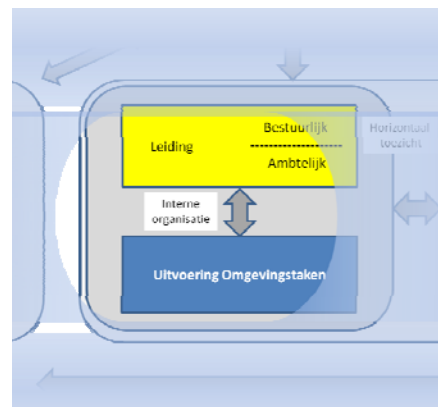 Bestuurlijk
Leiding
Ambtelijk
Horizontaal
toezicht
Interne
organisatie
Uitvoering Omgevingstaken